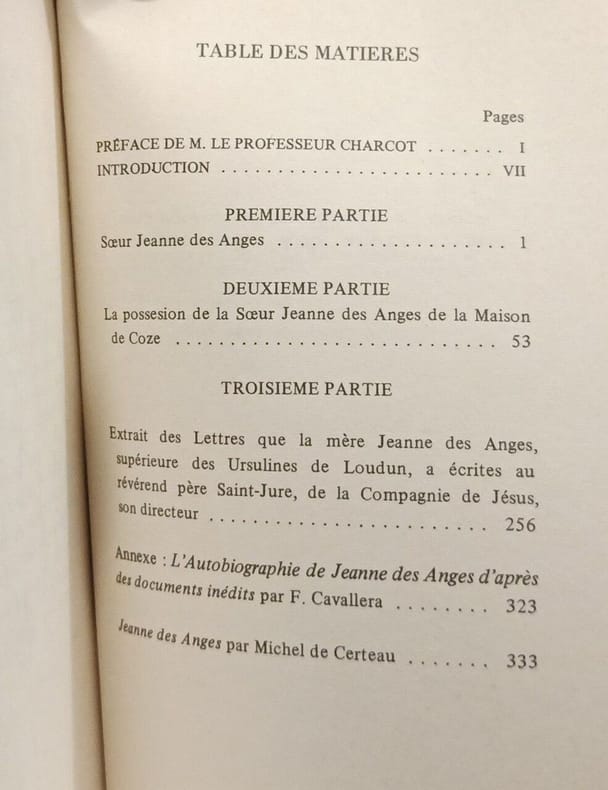 TABLE DES MATIERES
Pages
PRÉFACE DE M. LE PROFESSEUR CHARCOT ....... I
INTRODUCTION ........................ VII
PREMIERE PARTIE
Sœur Jeanne des Anges .................... 1
DEUXIEME PARTIE
La possesion de la Sœur Jeanne des Anges de la Maison
de Coze ............................ 53
TROISIEME PARTIE
Extrait des Lettres que la mère Jeanne des Anges,
supérieure des Ursulines de Loudun, a écrites au
révérend père Saint-Jure, de la Compagnie de Jésus,
son directeur ........................ 256
Annexe : L'Autobiographie de Jeanne des Anges d'après
des documents inédits par F. Cavallera ........ 323
Jeanne des Anges par Michel de Certeau ....... 333